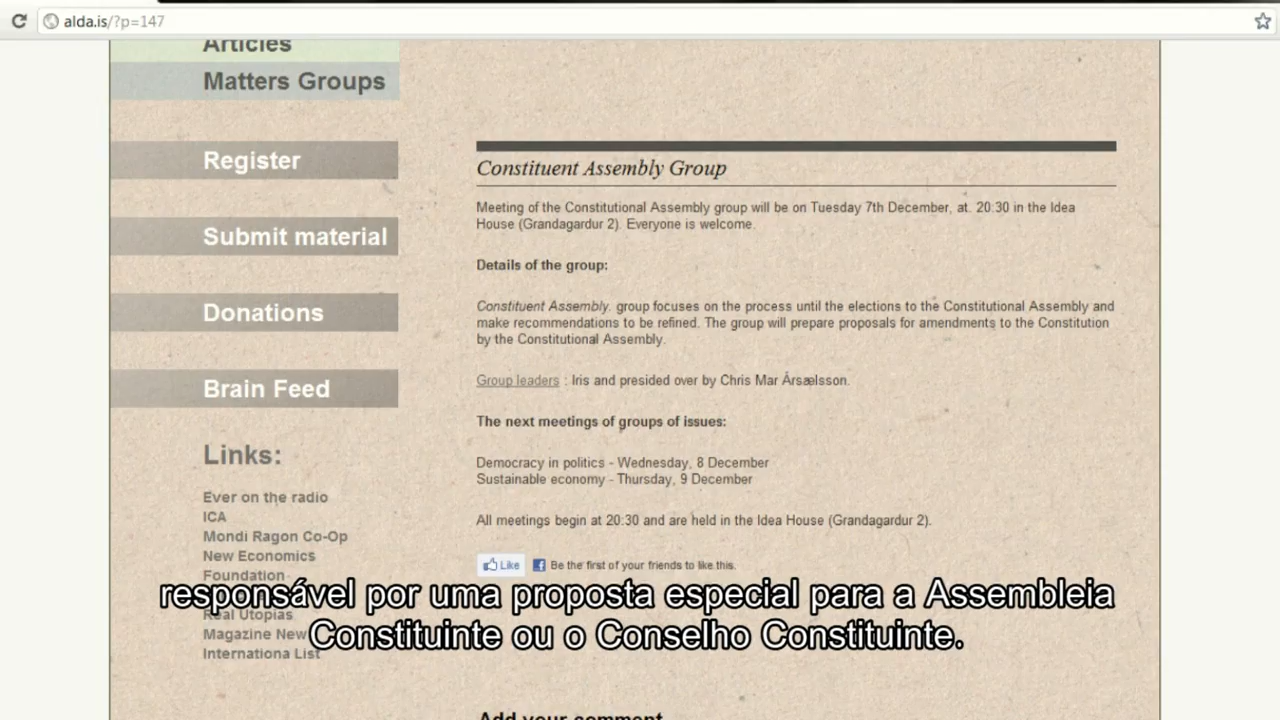 alda.is/?p=147
Articles
Matters Groups
Register
Submit material
Donations
Brain Feed
Links:
Ever on the radio
ICA
Mondi Ragon Co-Op
New Economics
Foundation
Real Utopias
Magazine New
Internationa List
Constituent Assembly Group
Meeting of the Constitutional Assembly group will be on Tuesday 7th December, at. 20:30 in the Idea
House (Grandagardur 2). Everyone is welcome.
Details of the group:
Constituent Assembly. group focuses on the process until the elections to the Constitutional Assembly and
make recommendations to be refined. The group will prepare proposals for amendments to the Constitution
by the Constitutional Assembly.
Group leaders : Iris and presided over by Chris Mar Ársælsson.
The next meetings of groups of issues:
Democracy in politics - Wednesday, 8 December
Sustainable economy - Thursday, 9 December
All meetings begin at 20:30 and are held in the Idea House (Grandagardur 2).
Like
Be the first of your friends to like this.
responsável por uma proposta especial para a Assembleia
Constituinte ou o Conselho Constituinte.
Add your comment